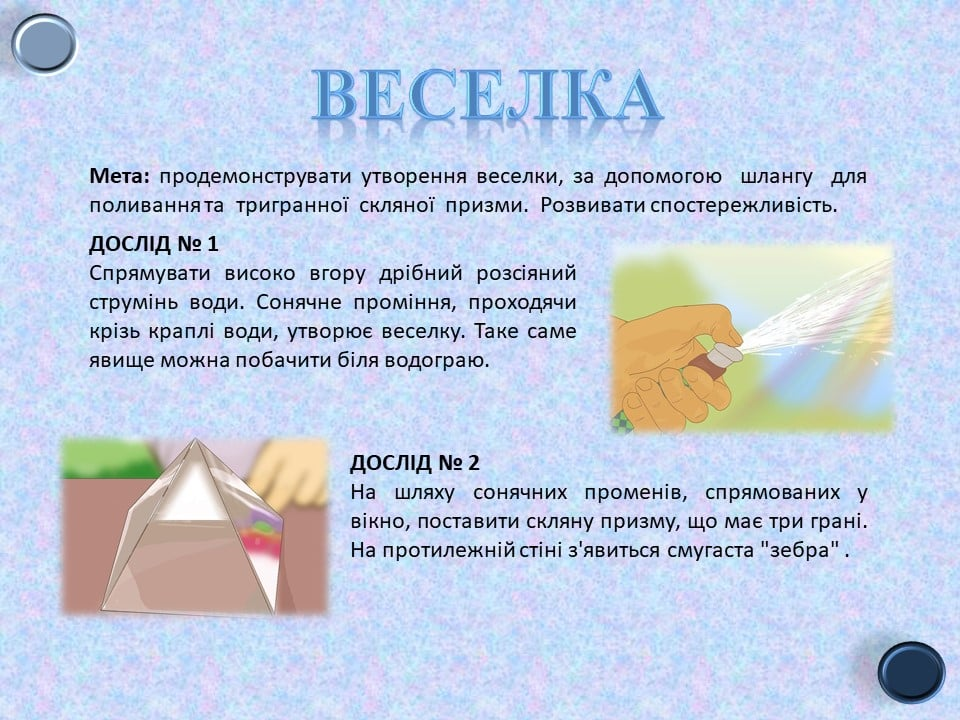 ВЕСЕЛКА
Мета: продемонструвати утворення веселки, за допомогою шлангу для
поливання та тригранної скляної призми. Розвивати спостережливість.
ДОСЛІД № 1
Спрямувати високо вгору дрібний розсіяний
струмінь води. Сонячне проміння, проходячи
крізь краплі води, утворює веселку. Таке саме
явище можна побачити біля водограю.
ДОСЛІД № 2
На шляху сонячних променів, спрямованих у
вікно, поставити скляну призму, що має три грані.
На протилежній стіні з'явиться смугаста "зебра" .